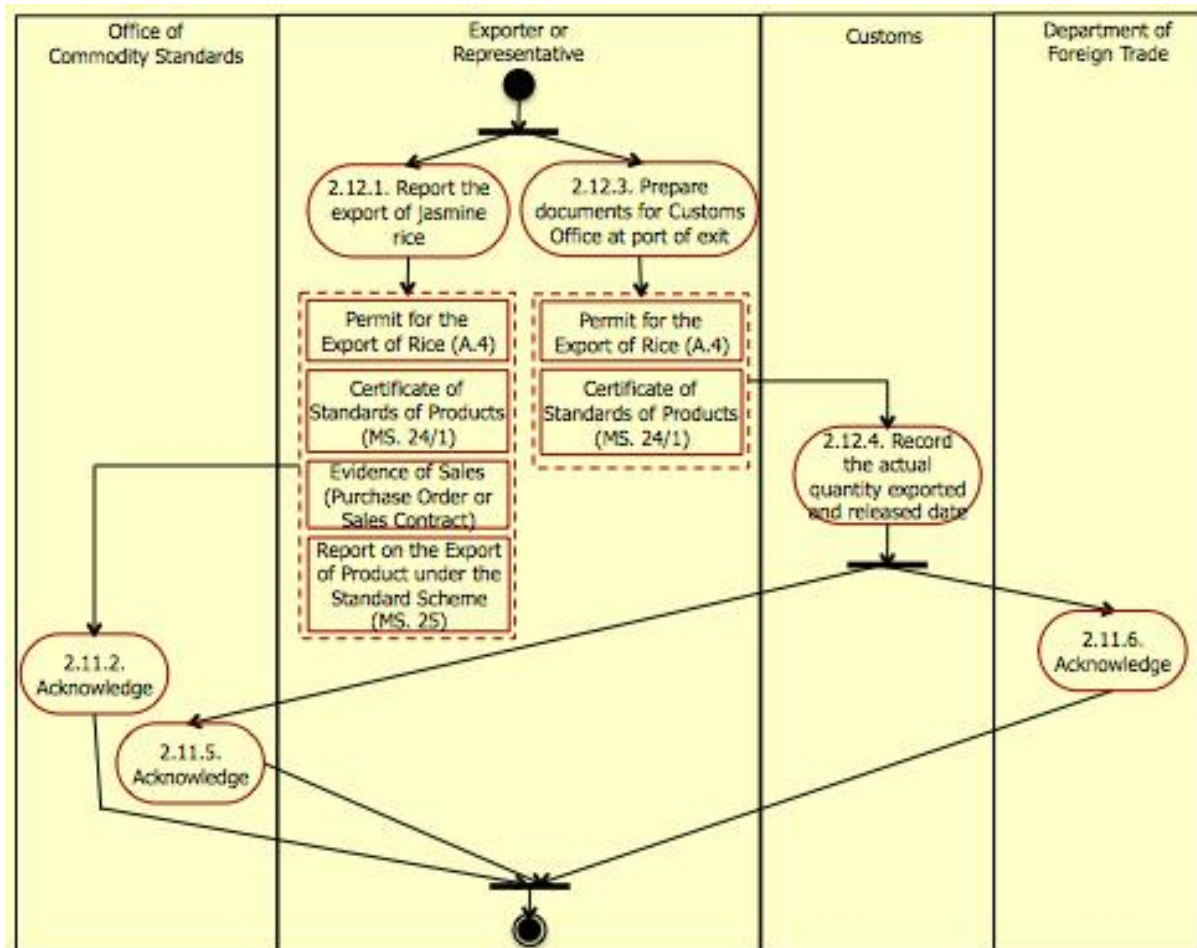 Office of
Commodity Standards
Exporter or
Representative
Customs
Department of
Foreign Trade
2.12.1. Report the
export of jasmine
rice
2.12.3. Prepare
documents for Customs
Office at port of exit
Permit for the
Export of Rice (A.4)
Certificate of
Standards of Products
(MS. 24/1)
Evidence of Sales
(Purchase Order or
Sales Contract)
Report on the Export
of Product under the
Standard Scheme
(MS. 25)
Permit for the
Export of Rice (A.4)
Certificate of
Standards of Products
(MS. 24/1)
2.12.4. Record
the actual
quantity exported
and released date
2.11.2.
Acknowledge
2.11.5.
Acknowledge
2.11.6.
Acknowledge